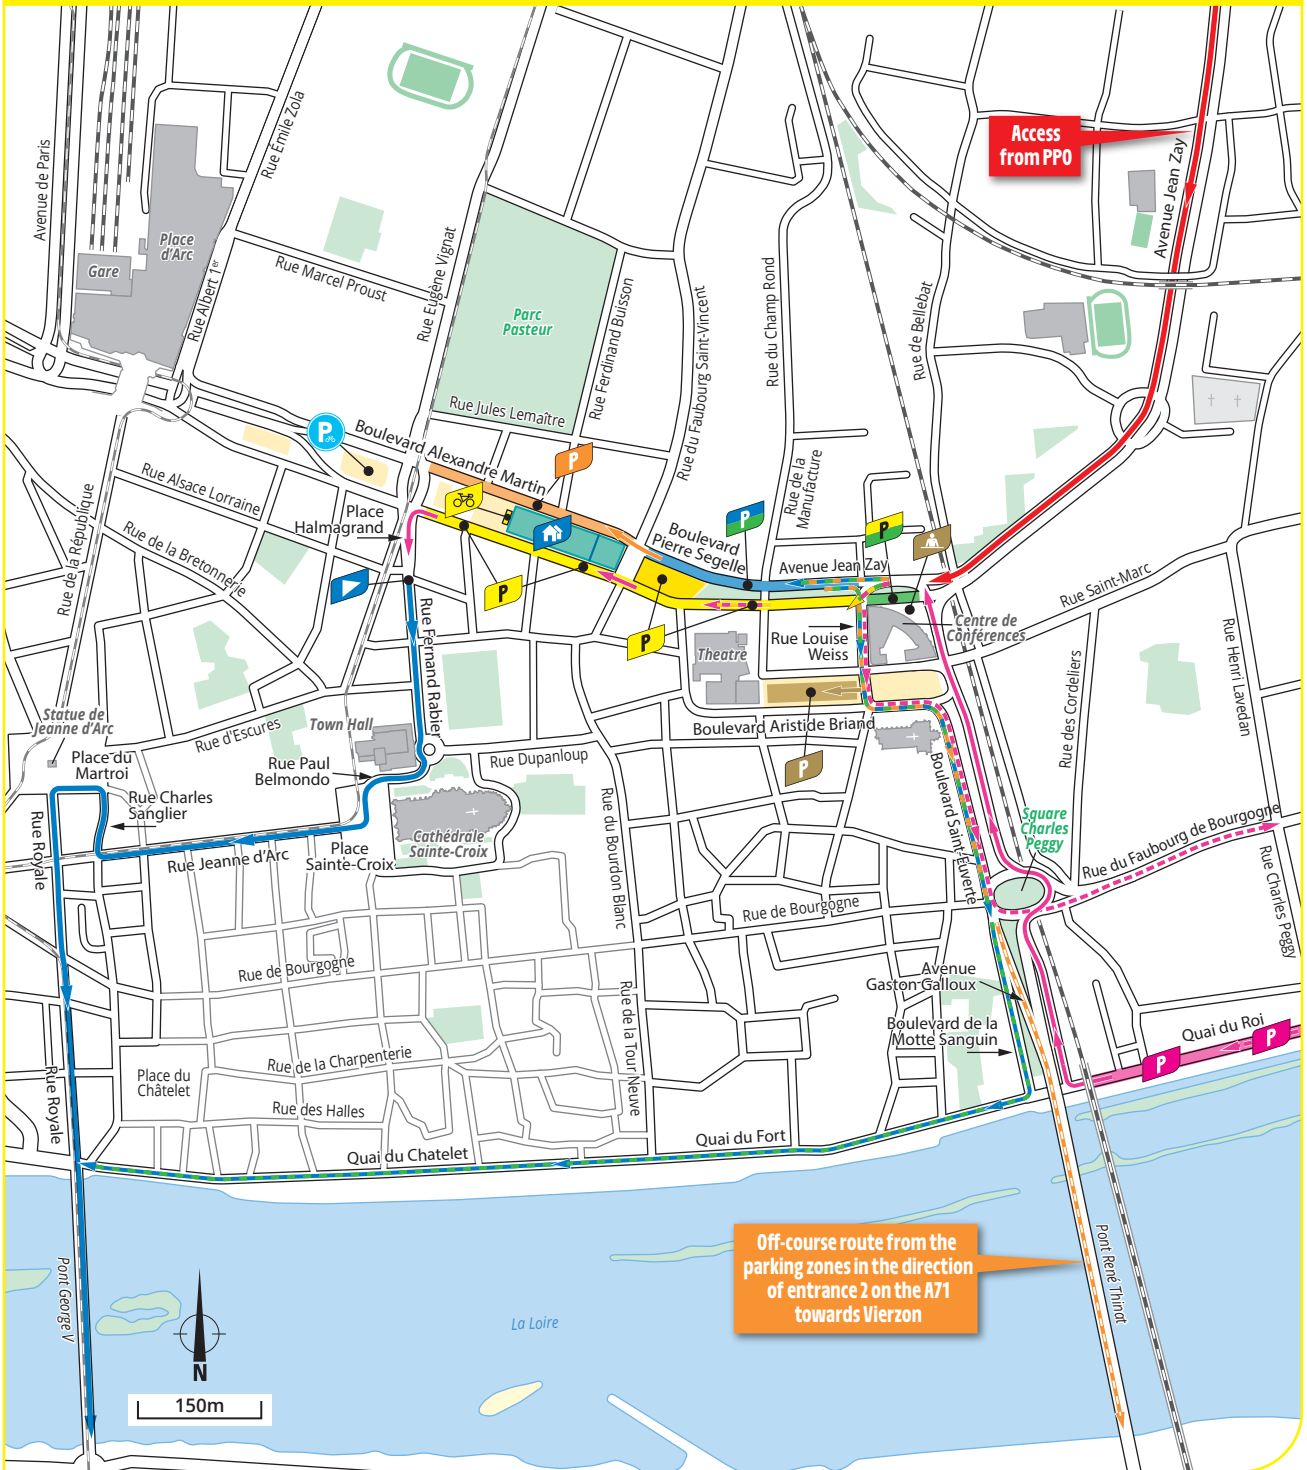 Access
from PPO
Avenue Jean Zay
Avenue de Paris
Rue Émile Zola
Place
d'Arc
Gare
Rue Albert 1er
Rue Marcel Proust
Rue Eugène Vignat
Parc
Pasteur
Rue Ferdinand Buisson
Rue du Faubourg Saint-Vincent
Rue du Champ Rond
Rue de Bellebat
Rue Jules Lemaître
P
Boulevard Alexandre Martin
P
Rue de la
Manufacture
Rue Alsace Lorraine
Place
Halmagrand
Rue de la République
Rue de la Bretonnerie
P
P
Boulevard
Pierre Segelle
Avenue Jean Zay
P
P
Rue Saint-Marc
Rue Louise
Weiss
Centre de
Conférences
Theatre
Rue Fernand Rabier
Rue Henri Lavedan
Rue des Cordeliers
Statue de
Jeanne d'Arc
Rue d'Escures
Town Hall
Boulevard Aristide Briand
Place du
Martroi
Rue Paul
Belmondo
Rue Dupanloup
P
Boulevard Saint-Euverte
Rue Charles
Sanglier
Rue Royale
Rue Jeanne d'Arc
Place
Sainte-Croix
Cathédrale
Sainte-Croix
Rue du Bourdon Blanc
Square
Charles
Peggy
Rue du Faubourg de Bourgogne
Rue Charles Peggy
Rue de Bourgogne
Rue de Bourgogne
Avenue
Gaston Galloux
Rue de la Tour Neuve
Boulevard de la
Motte Sanguin
Quai du Roi
P
P
Rue de la Charpenterie
Place du
Châtelet
Rue des Halles
Rue Royale
Quai du Chatelet
Quai du Fort
Pont George V
Off-course route from the
parking zones in the direction
of entrance 2 on the A71
towards Vierzon
Pont René Thinat
La Loire
N
150m